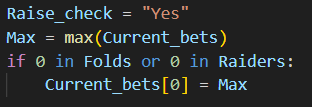 Raise_check = "Yes"
Max = max(Current_bets)
if 0 in Folds or 0 in Raiders:
    Current_bets[0] = Max